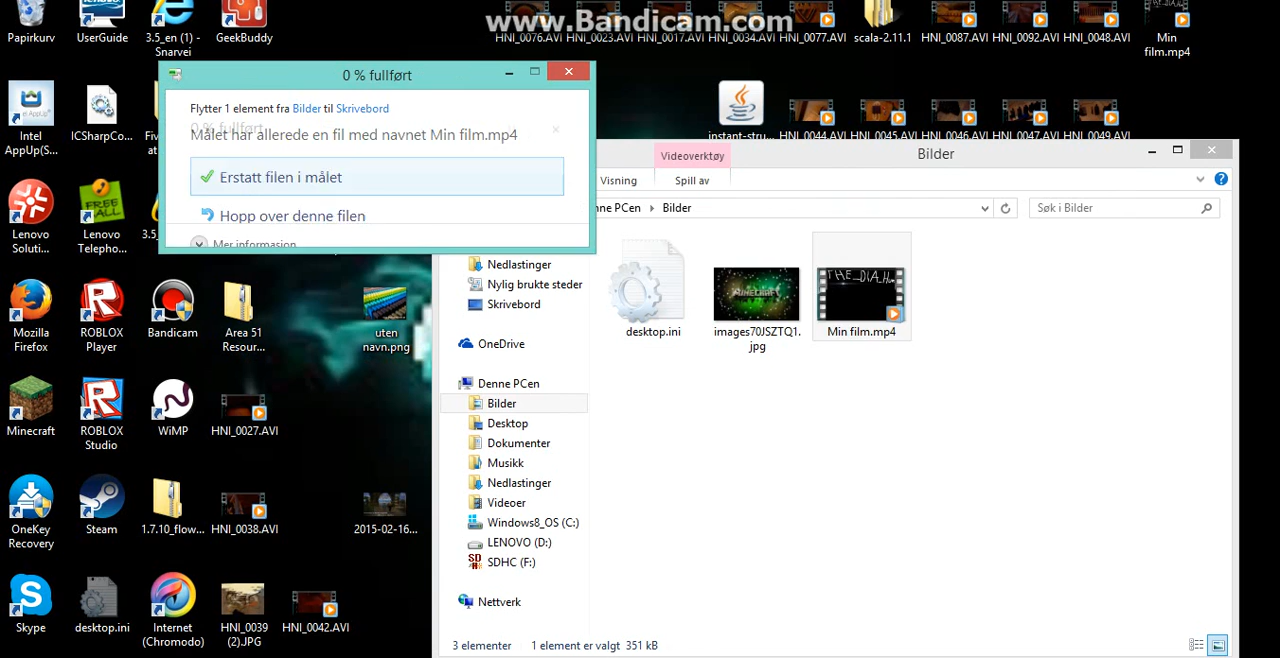 www.Bandicam.com
Papirkurv
UserGuide
3.5_en (1) -
Snarvei
GeekBuddy
HNI_0076.AVI
HNI_0023.AVI
HNI_0017.AVI
HNI_0034.AVI
HNI_0077.AVI
scala-2.11.1
HNI_0087.AVI
HNI_0092.AVI
HNI_0048.AVI
Min
film.mp4
Intel
AppUp(S...
ICSharpCo...
instant-stru...
HNI_0044.AVI
HNI_0045.AVI
HNI_0046.AVI
HNI_0047.AVI
HNI_0049.AVI
0 % fullført
Flytter 1 element fra Bilder til Skrivebord
0 % fullført
Målet har allerede en fil med navnet Min film.mp4
Erstatt filen i målet
Hopp over denne filen
Mer informasjon
Videoverktøy
Bilder
Visning
Spill av
Bilder
Søk i Bilder
Lenovo
Soluti...
FREE CALL
Lenovo
Telepho...
Nedlastinger
Nylig brukte steder
Skrivebord
OneDrive
Denne PCen
Bilder
Desktop
Dokumenter
Musikk
Nedlastinger
Videoer
Windows8_OS (C:)
LENOVO (D:)
SDHC (F:)
Nettverk
desktop.ini
MINECRAFT
images70JSZTQ1.
jpg
Min film.mp4
Mozilla
Firefox
ROBLOX
Player
Bandicam
Area 51
Resour...
uten
navn.png
Minecraft
ROBLOX
Studio
WiMP
HNI_0027.AVI
OneKey
Recovery
Steam
1.7.10_flow...
HNI_0038.AVI
2015-02-16...
Skype
desktop.ini
Internet
(Chromodo)
HNI_0039
(2).JPG
HNI_0042.AVI
3 elementer
1 element er valgt 351 kB